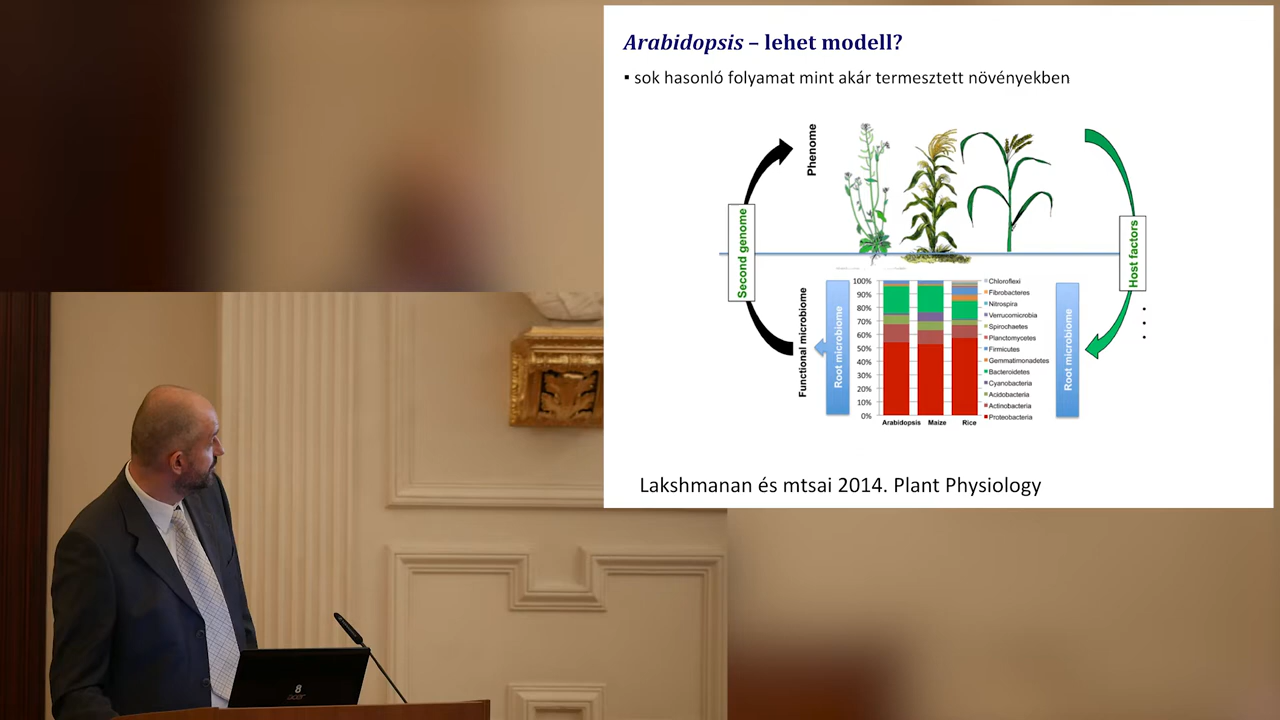 Arabidopsis – lehet modell?
▪ sok hasonló folyamat mint akár termesztett növényekben
Phenome
Second genome
Host factors
Functional microbiome
Root microbiome
100%
90%
80%
70%
60%
50%
40%
30%
20%
10%
0%
Arabidopsis Maize Rice
Chloroflexi
Fibrobacteres
Nitrospira
Verrucomicrobia
Spirochaetes
Planctomycetes
Firmicutes
Gemmatimonadetes
Bacteroidetes
Cyanobacteria
Acidobacteria
Actinobacteria
Proteobacteria
Root microbiome
Lakshmanan és mtsai 2014. Plant Physiology
acer